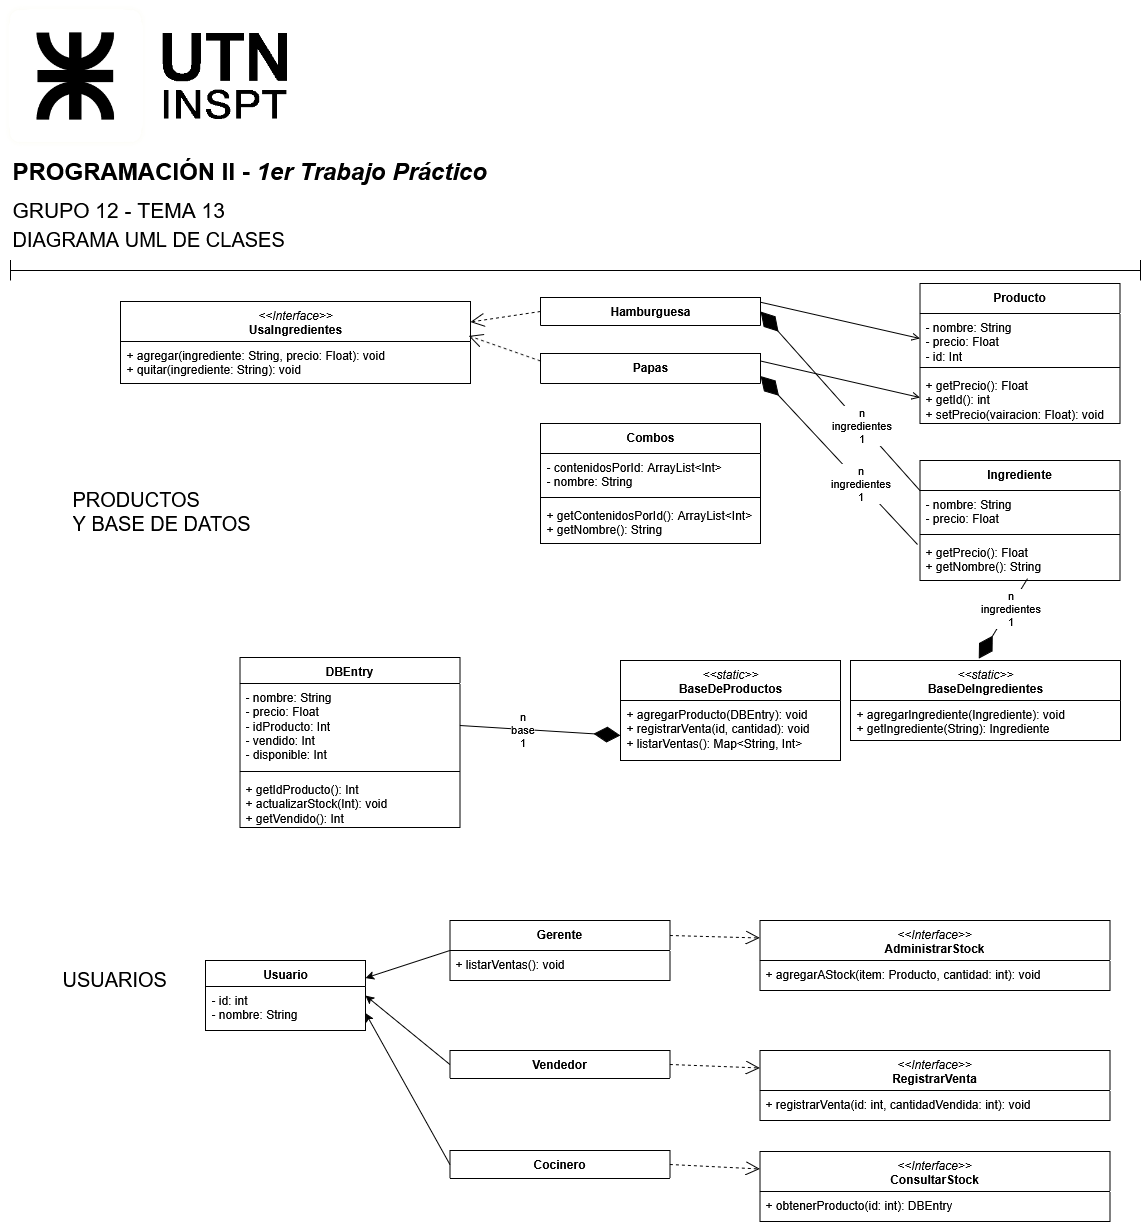 UTN
INSPT
PROGRAMACIÓN II - 1er Trabajo Práctico
GRUPO 12 - TEMA 13
DIAGRAMA UML DE CLASES
<<Interface>>
UsaIngredientes
+ agregar(ingrediente: String, precio: Float): void
+ quitar(ingrediente: String): void
Hamburguesa
Papas
Producto
- nombre: String
- precio: Float
- id: Int
+ getPrecio(): Float
+ getId(): int
+ setPrecio(vairacion: Float): void
n
ingredientes
1
n
ingredientes
1
Combos
- contenidosPorId: ArrayList<Int>
- nombre: String
+ getContenidosPorId(): ArrayList<Int>
+ getNombre(): String
Ingrediente
- nombre: String
- precio: Float
+ getPrecio(): Float
+ getNombre(): String
PRODUCTOS
Y BASE DE DATOS
n
ingredientes
1
DBEntry
- nombre: String
- precio: Float
- idProducto: Int
- vendido: Int
- disponible: Int
+ getIdProducto(): Int
+ actualizarStock(Int): void
+ getVendido(): Int
n
base
1
<<static>>
BaseDeProductos
+ agregarProducto(DBEntry): void
+ registrarVenta(id, cantidad): void
+ listarVentas(): Map<String, Int>
<<static>>
BaseDeIngredientes
+ agregarIngrediente(Ingrediente): void
+ getIngrediente(String): Ingrediente
USUARIOS
Usuario
- id: int
- nombre: String
Gerente
+ listarVentas(): void
<<Interface>>
AdministrarStock
+ agregarAStock(item: Producto, cantidad: int): void
Vendedor
<<Interface>>
RegistrarVenta
+ registrarVenta(id: int, cantidadVendida: int): void
Cocinero
<<Interface>>
ConsultarStock
+ obtenerProducto(id: int): DBEntry